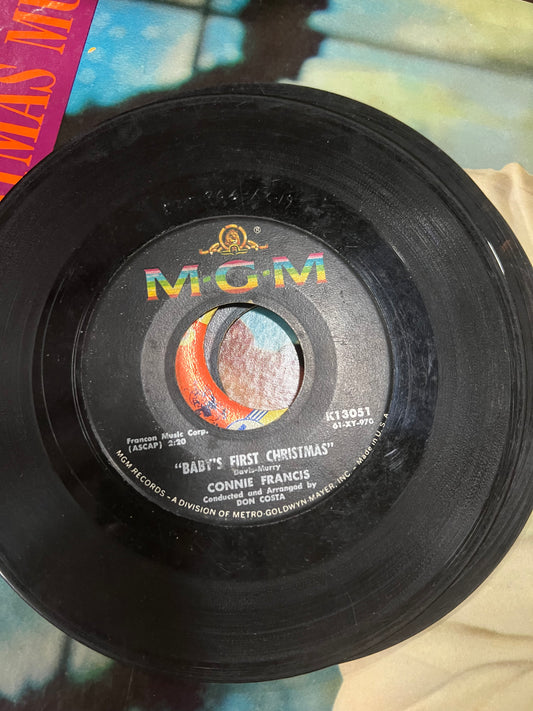 TMAS MU
®
M·G·M
K13051
61-XY-970
Francon Music Corp.
(ASCAP) 2:20
"BABY'S FIRST CHRISTMAS"
Davis-Murry
CONNIE FRANCIS
Conducted and Arranged by
DON COSTA
MGM RECORDS – A DIVISION OF METRO-GOLDWYN-MAYER, INC. • Made in U.S.A